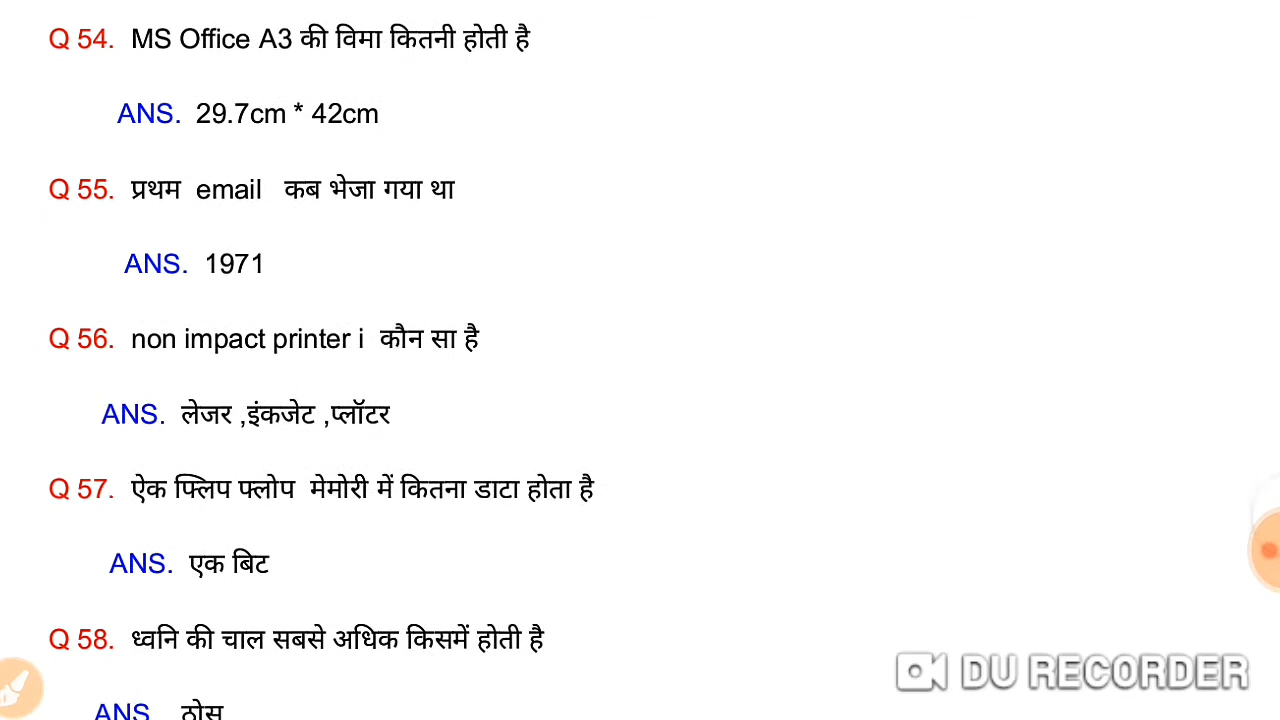 Q 54. MS Office A3 की विमा कितनी होती है
ANS. 29.7cm * 42cm
Q 55. प्रथम email कब भेजा गया था
ANS. 1971
Q 56. non impact printer i कौन सा है
ANS. लेजर ,इंकजेट ,प्लॉटर
Q 57. ऐक फ्लिप फ्लोप मेमोरी में कितना डाटा होता है
ANS. एक बिट
Q 58. ध्वनि की चाल सबसे अधिक किसमें होती है
DU RECORDER
ANS. ठोस